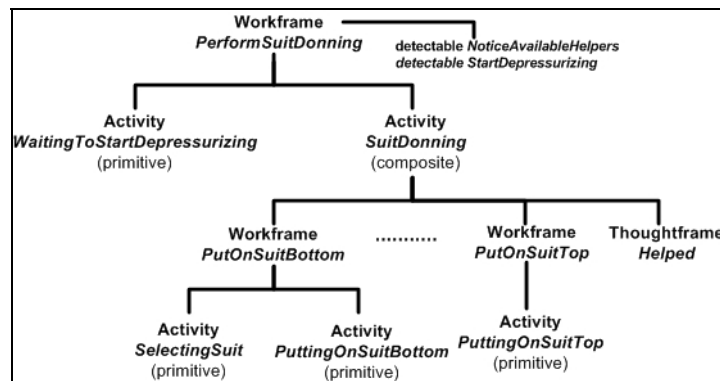 Workframe
PerformSuitDonning
detectable NoticeAvailableHelpers
detectable StartDepressurizing
Activity
WaitingToStartDepressurizing
(primitive)
Activity
SuitDonning
(composite)
Workframe
PutOnSuitBottom
...........
Workframe
PutOnSuitTop
Thoughtframe
Helped
Activity
SelectingSuit
(primitive)
Activity
PuttingOnSuitBottom
(primitive)
Activity
PuttingOnSuitTop
(primitive)